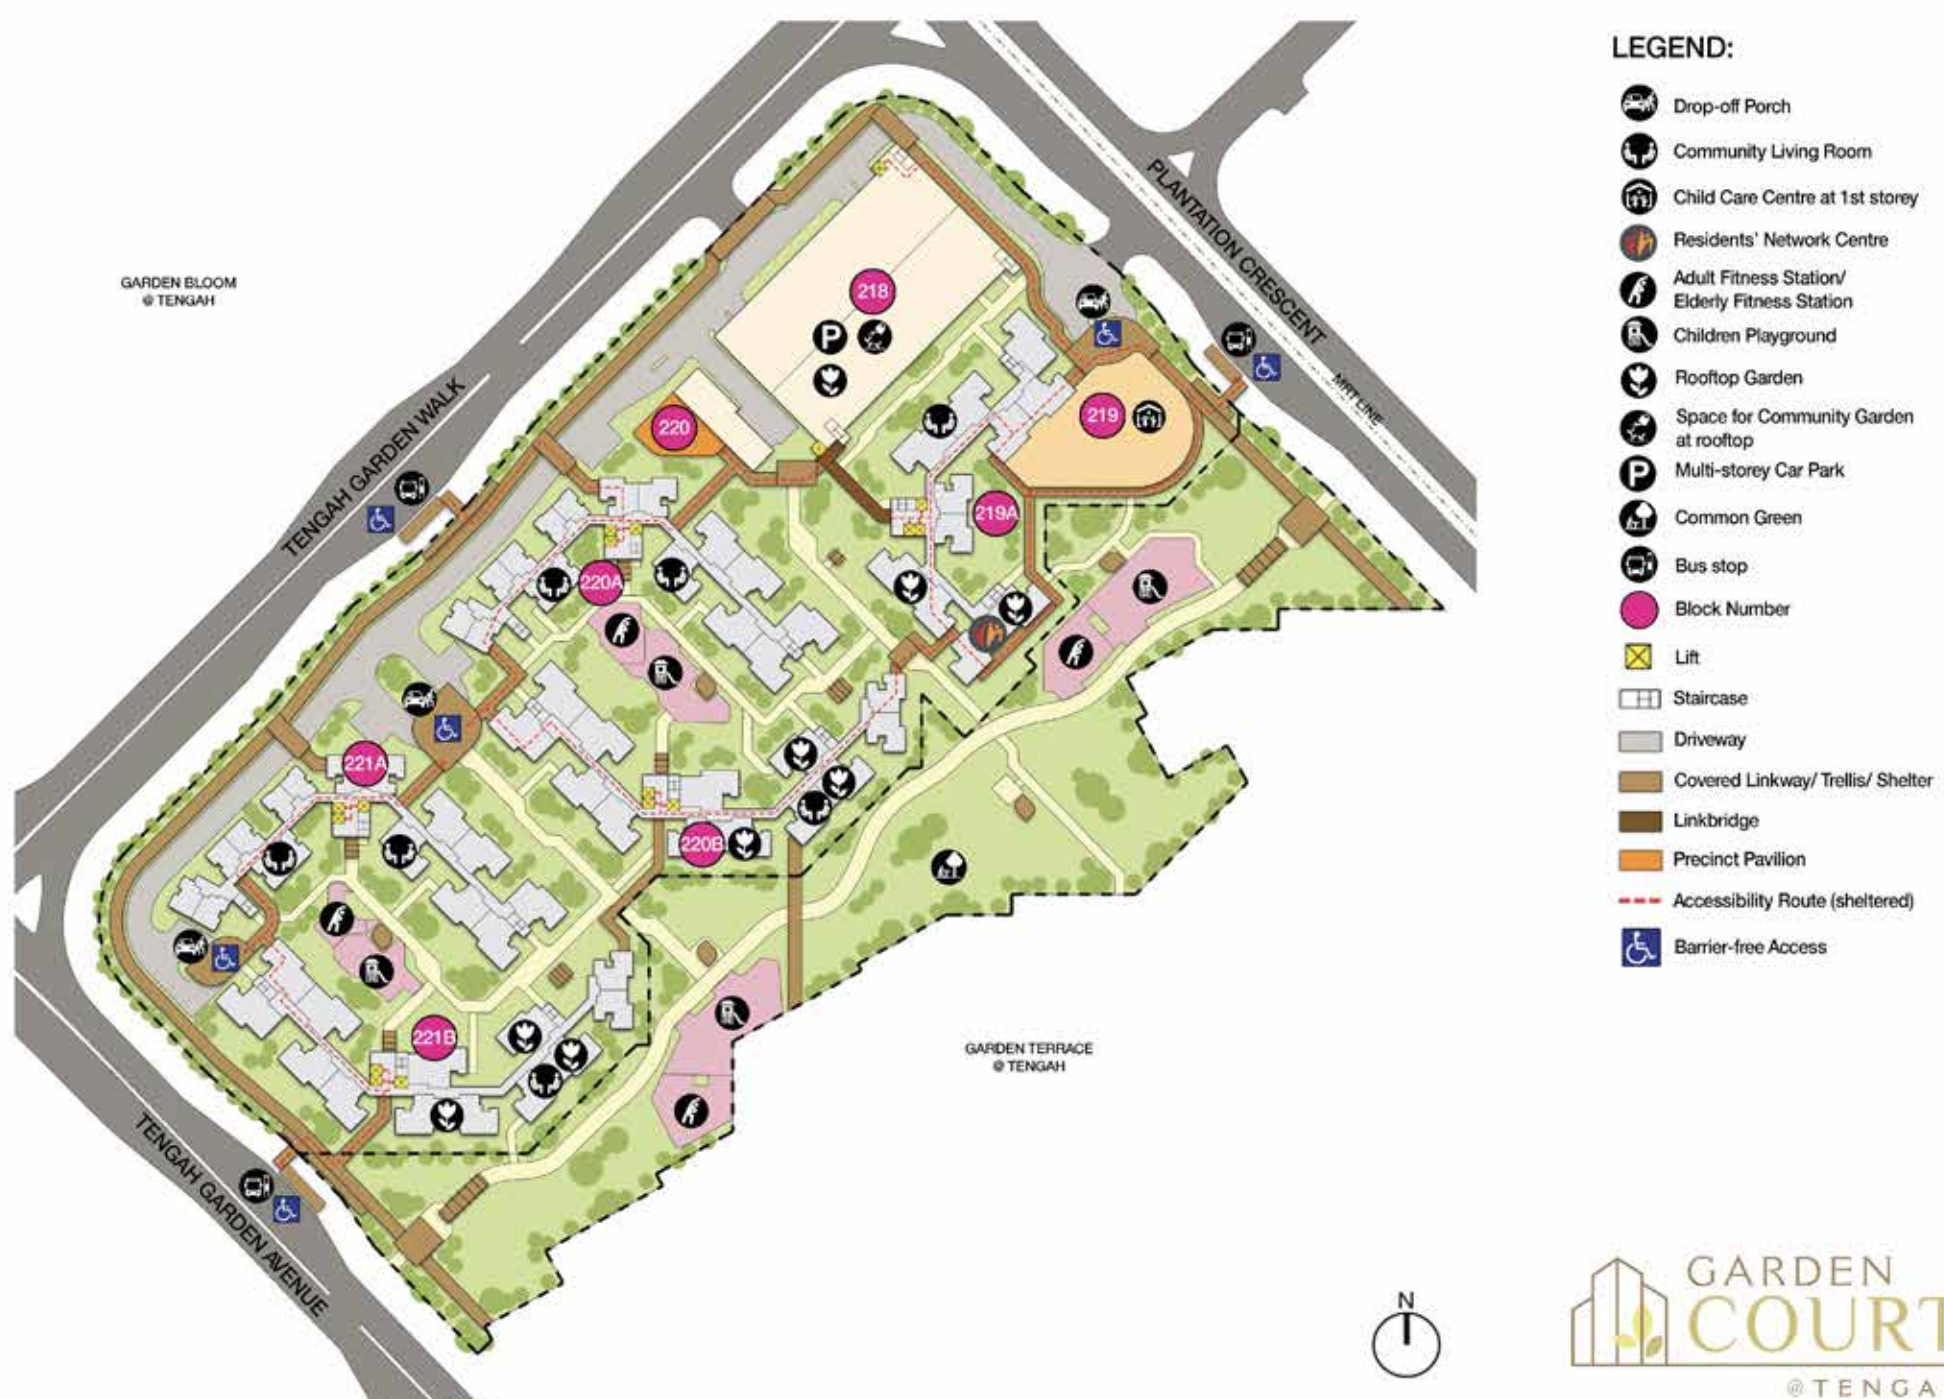 PLANTATION CRESCENT
MRT LINE
GARDEN BLOOM
@ TENGAH
TENGAH GARDEN WALK
218
P
219
220
219A
220A
221A
220B
221B
TENGAH GARDEN AVENUE
GARDEN TERRACE
@ TENGAH
N
LEGEND:
Drop-off Porch
Community Living Room
Child Care Centre at 1st storey
Residents' Network Centre
Adult Fitness Station/
Elderly Fitness Station
Children Playground
Rooftop Garden
Space for Community Garden
at rooftop
P Multi-storey Car Park
Common Green
Bus stop
Block Number
Lift
Staircase
Driveway
Covered Linkway/ Trellis/ Shelter
Linkbridge
Precinct Pavilion
Accessibility Route (sheltered)
Barrier-free Access
GARDEN
COURT
@ TENGA